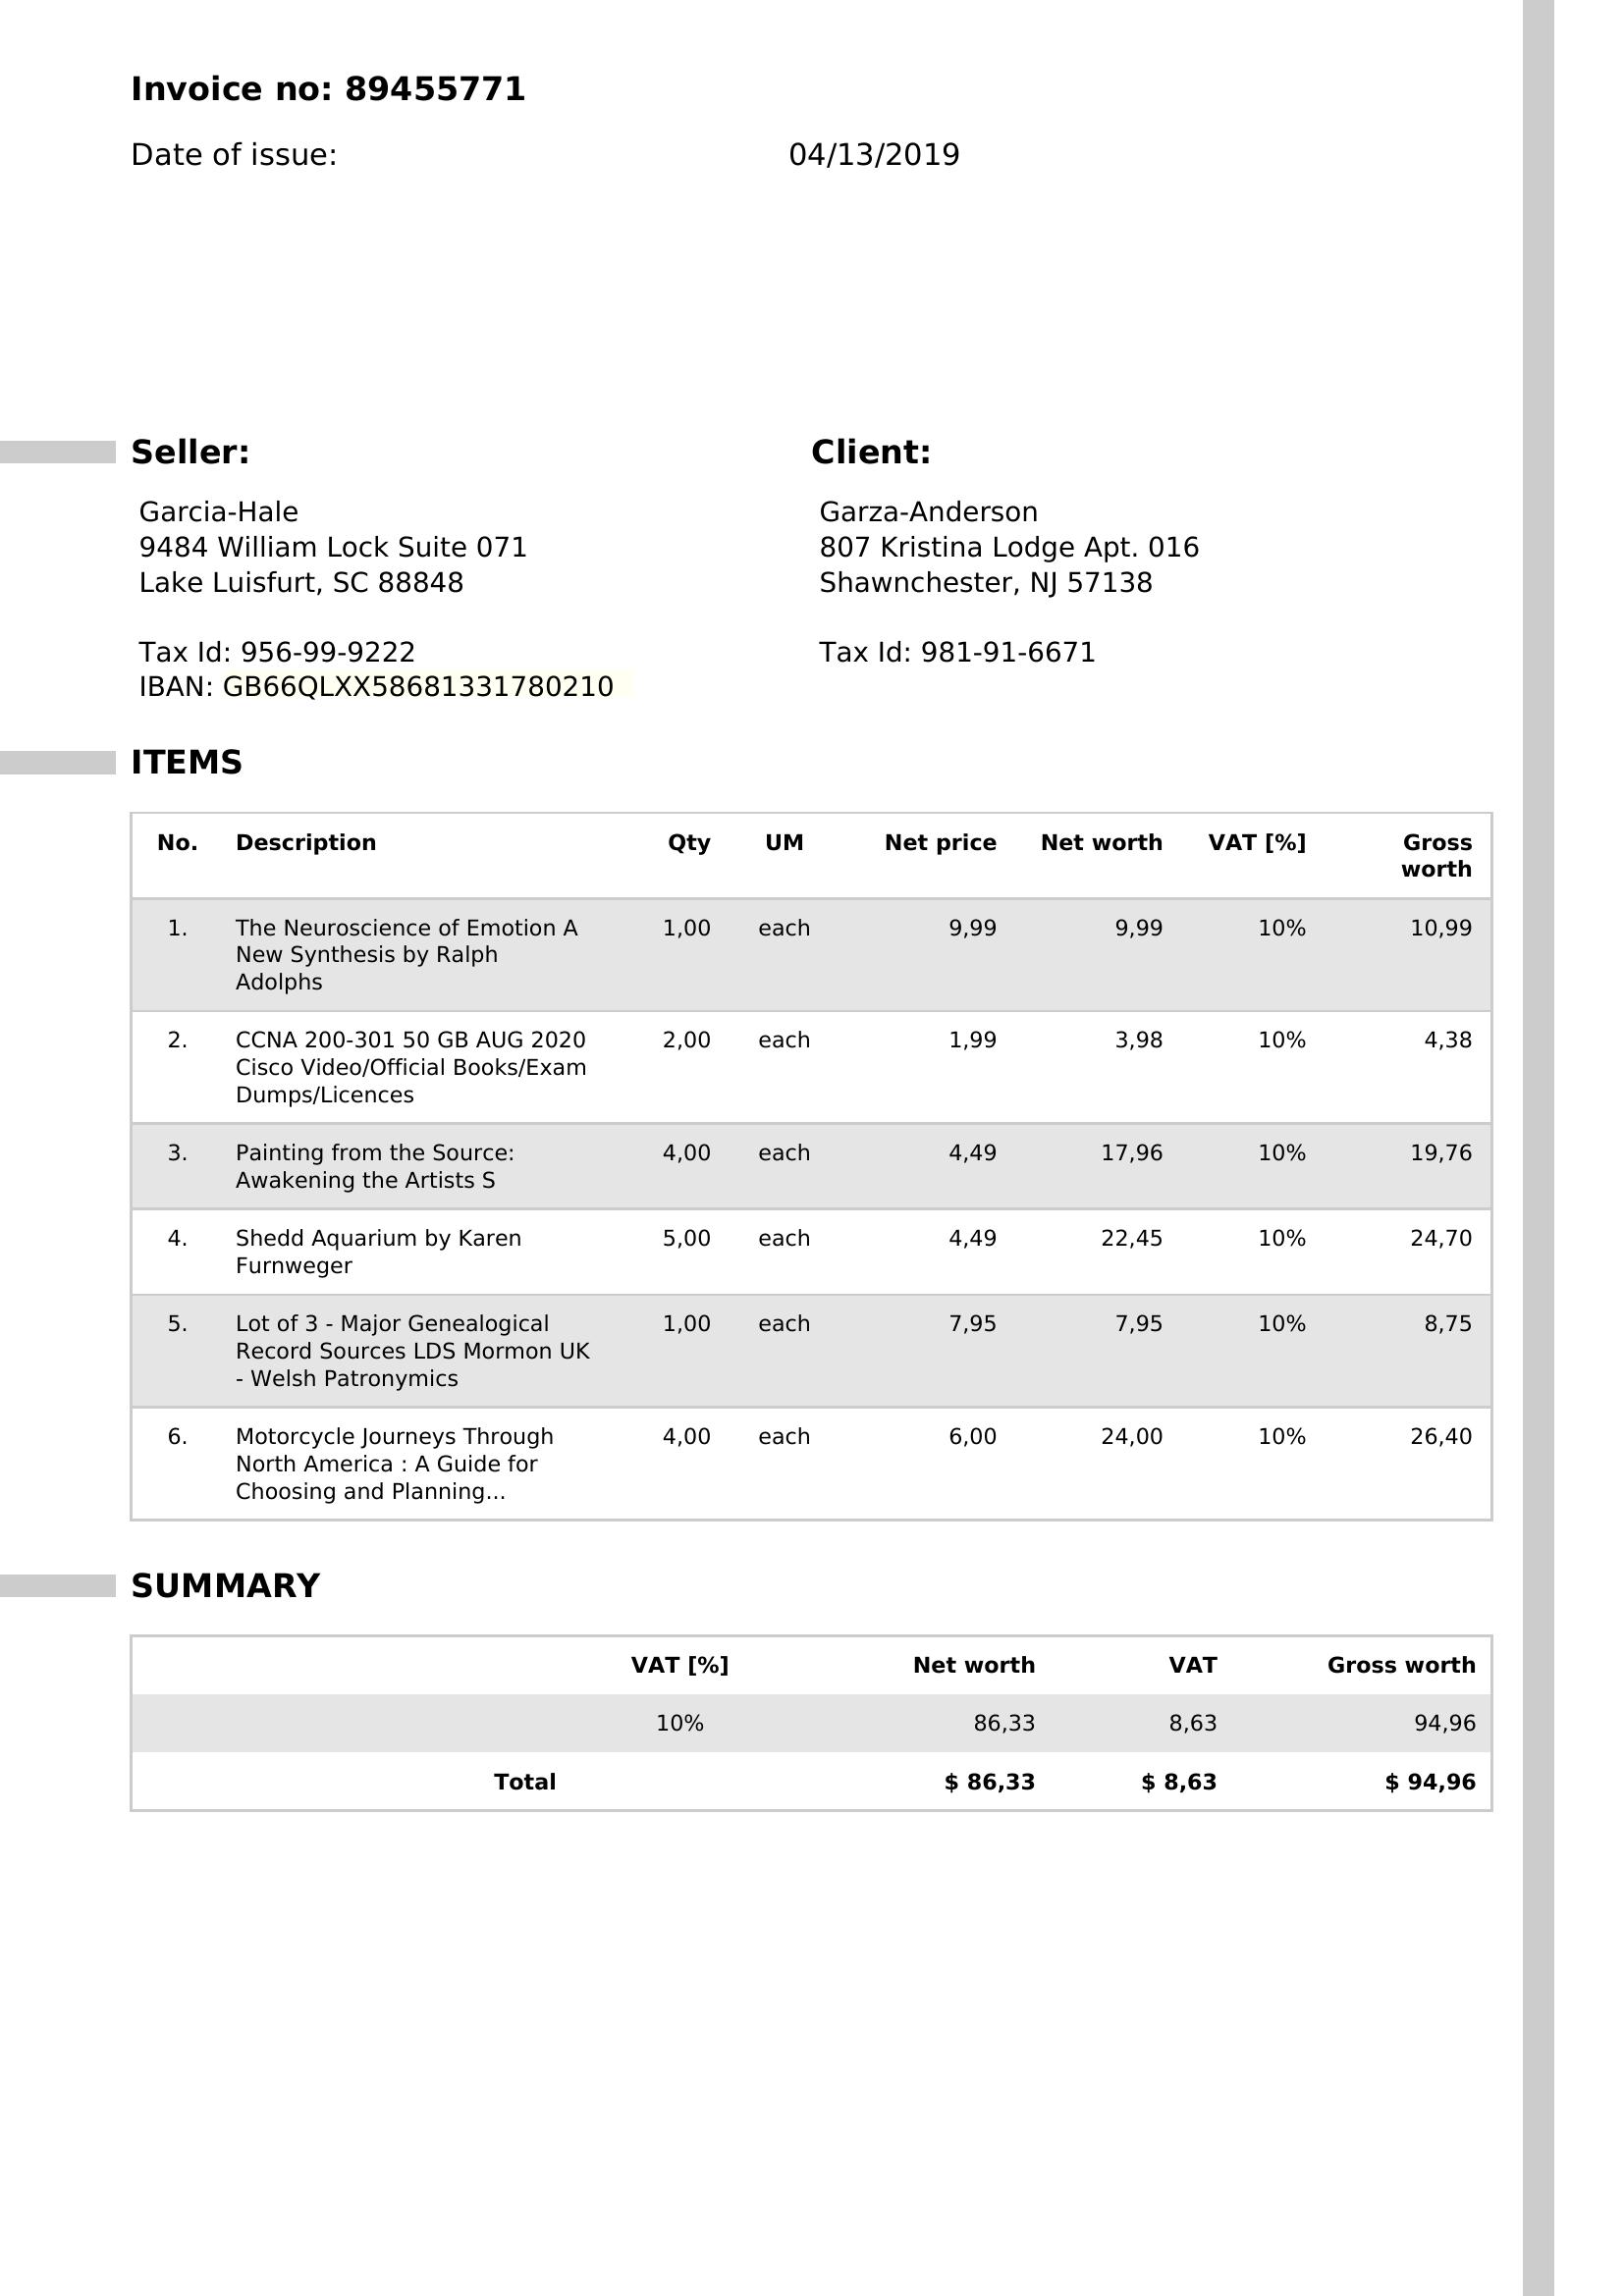 Invoice no: 89455771
Date of issue: 04/13/2019
Seller:
Garcia-Hale
9484 William Lock Suite 071
Lake Luisfurt, SC 88848
Tax Id: 956-99-9222
IBAN: GB66QLXX58681331780210
Client:
Garza-Anderson
807 Kristina Lodge Apt. 016
Shawnchester, NJ 57138
Tax Id: 981-91-6671
ITEMS
No. Description Qty UM Net price Net worth VAT [%] Gross
worth
1. The Neuroscience of Emotion A 1,00 each 9,99 9,99 10% 10,99
New Synthesis by Ralph
Adolphs
2. CCNA 200-301 50 GB AUG 2020 2,00 each 1,99 3,98 10% 4,38
Cisco Video/Official Books/Exam
Dumps/Licences
3. Painting from the Source: 4,00 each 4,49 17,96 10% 19,76
Awakening the Artists S
4. Shedd Aquarium by Karen 5,00 each 4,49 22,45 10% 24,70
Furnweger
5. Lot of 3 - Major Genealogical 1,00 each 7,95 7,95 10% 8,75
Record Sources LDS Mormon UK
- Welsh Patronymics
6. Motorcycle Journeys Through 4,00 each 6,00 24,00 10% 26,40
North America : A Guide for
Choosing and Planning...
SUMMARY
VAT [%] Net worth VAT Gross worth
10% 86,33 8,63 94,96
Total $ 86,33 $ 8,63 $ 94,96